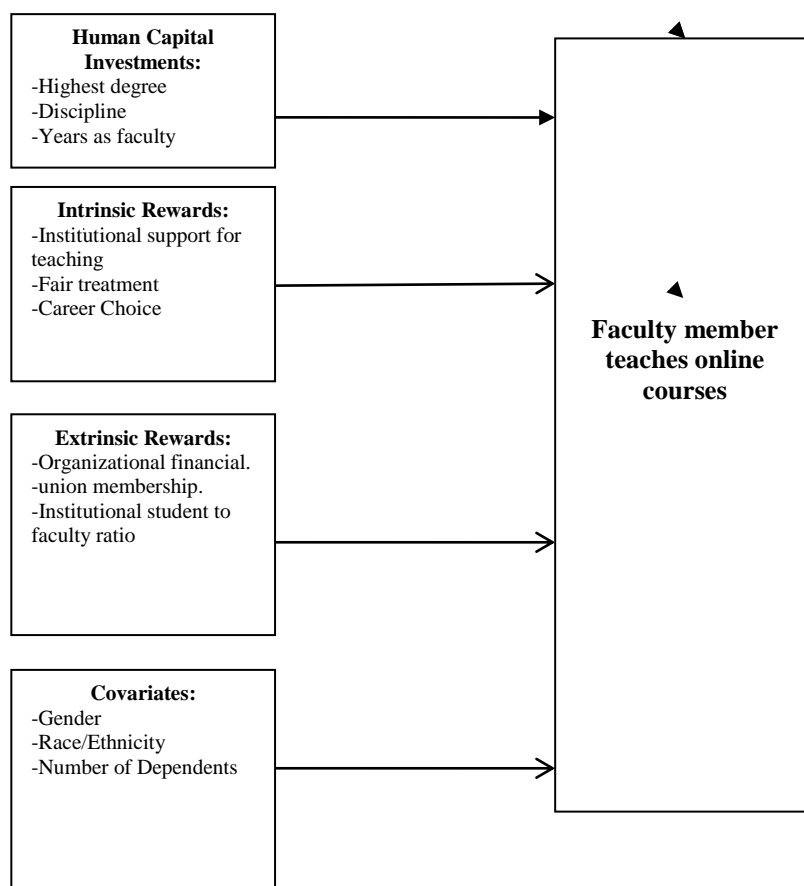 Human Capital
Investments:
-Highest degree
-Discipline
-Years as faculty
Intrinsic Rewards:
-Institutional support for
teaching
-Fair treatment
-Career Choice
Extrinsic Rewards:
-Organizational financial.
-union membership.
-Institutional student to
faculty ratio
Covariates:
-Gender
-Race/Ethnicity
-Number of Dependents
Faculty member
teaches online
courses